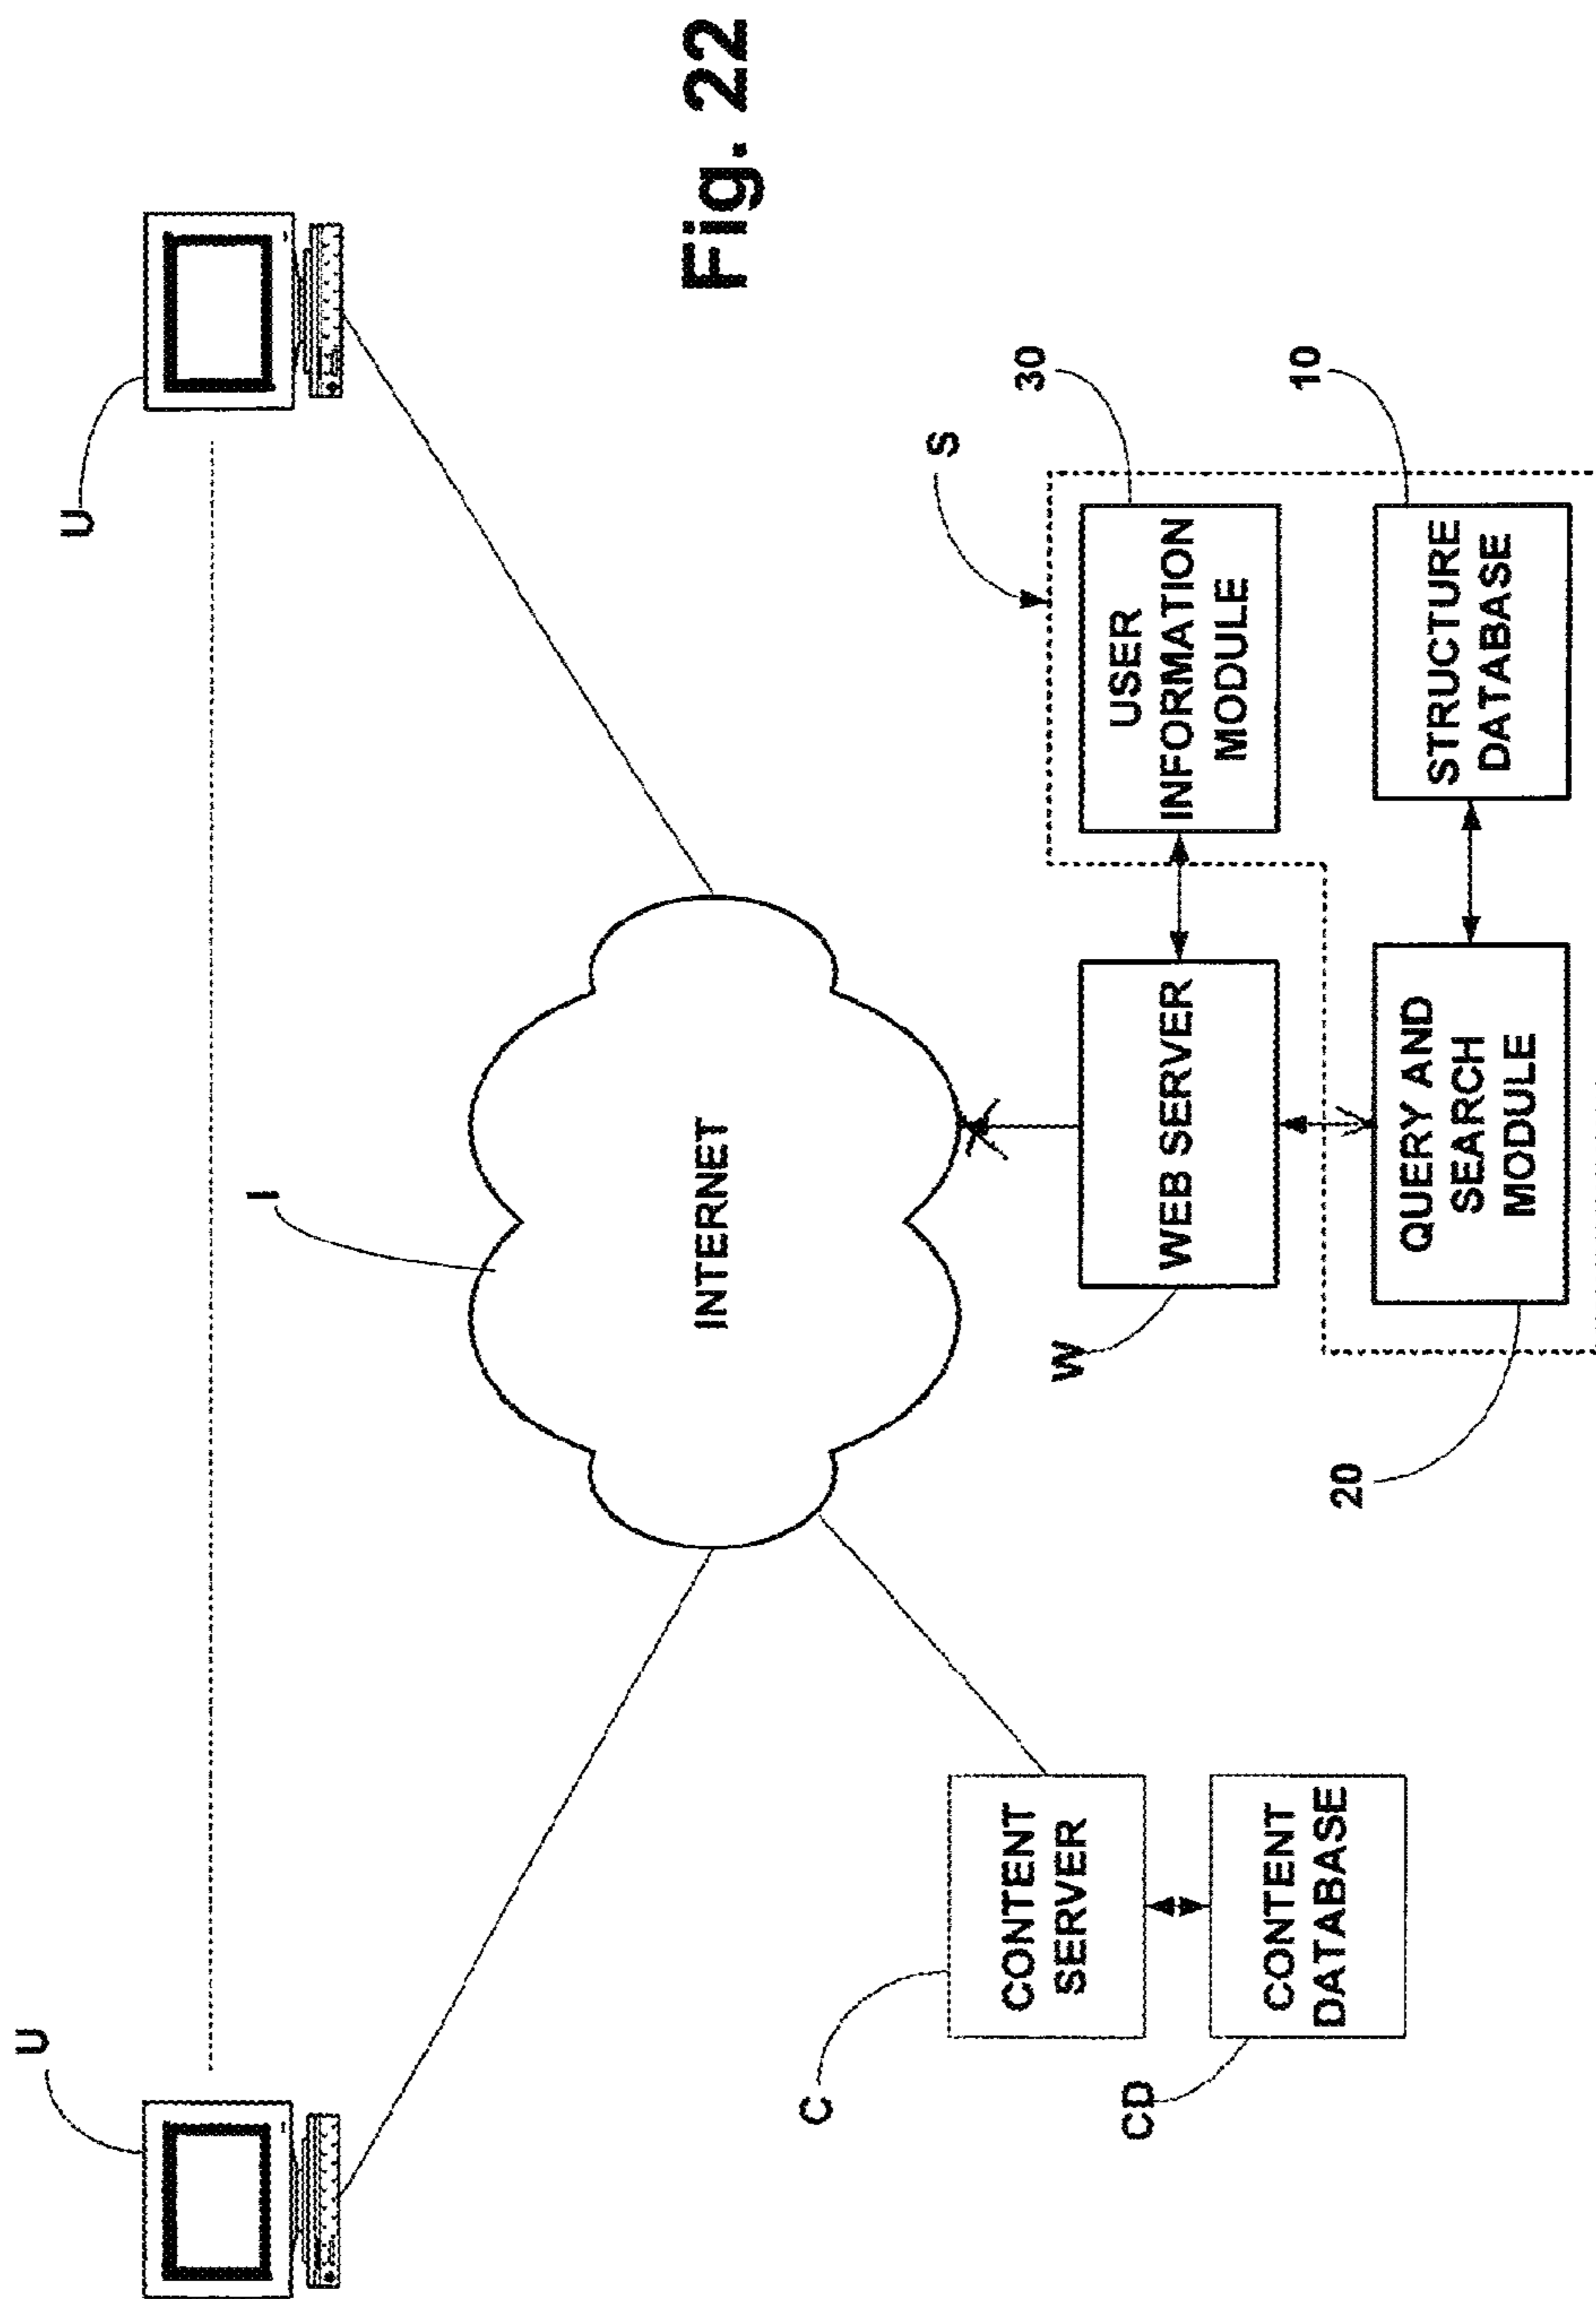 U
U
I
INTERNET
Fig. 22
C
CONTENT
SERVER
CD
CONTENT
DATABASE
W
WEB SERVER
S
USER
INFORMATION
MODULE
30
20
QUERY AND
SEARCH
MODULE
STRUCTURE
DATABASE
10